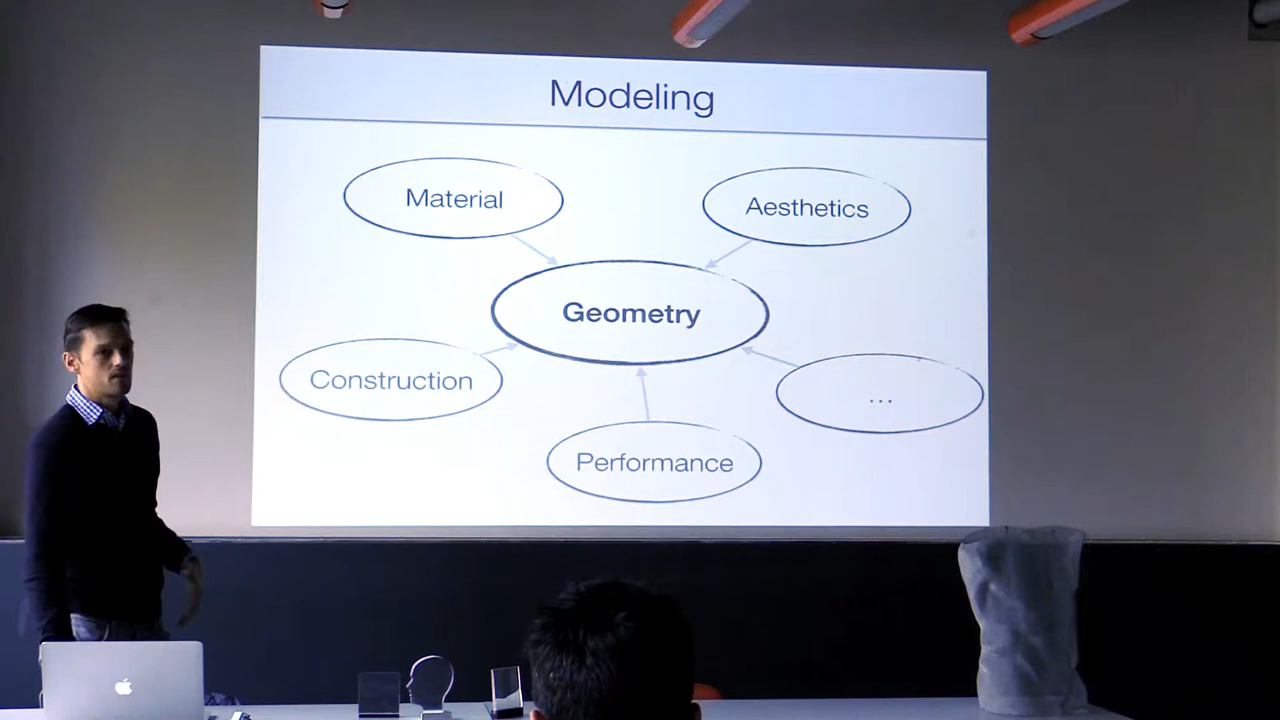 Modeling
Material
Aesthetics
Geometry
Construction
...
Performance